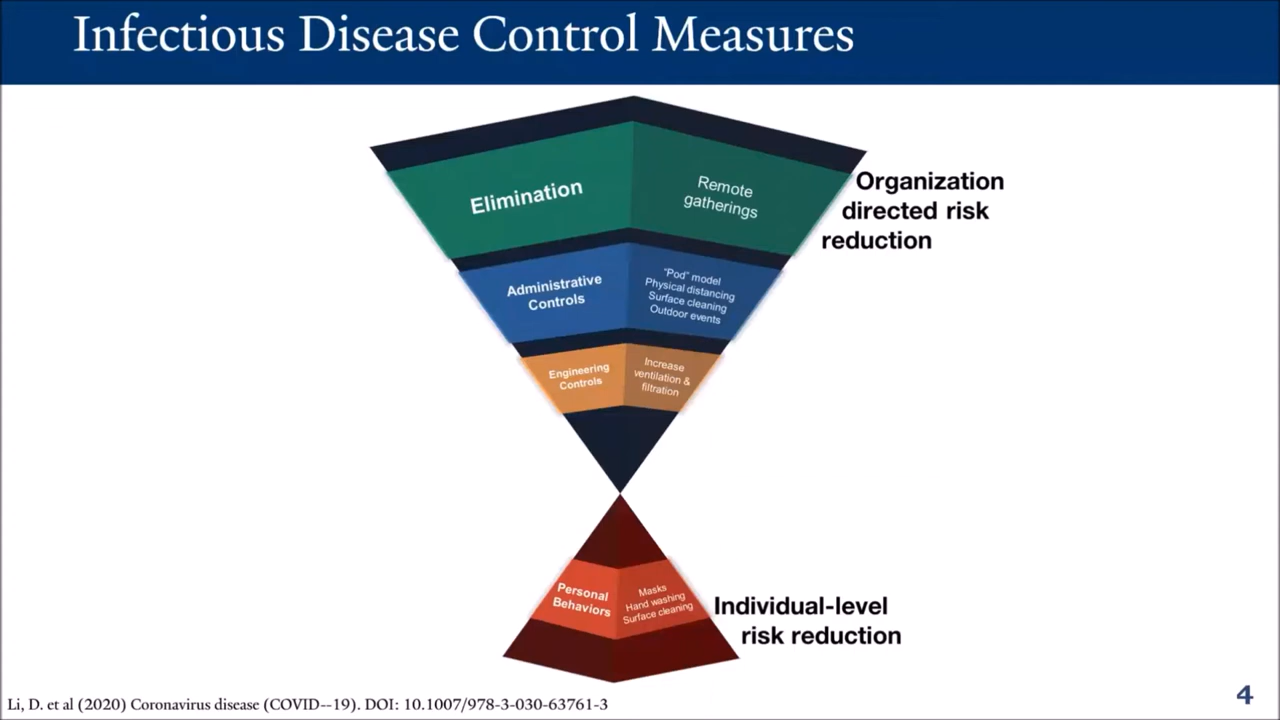 Infectious Disease Control Measures
Elimination
Remote
gatherings
Organization
directed risk
reduction
Administrative
Controls
“Pod” model
Physical distancing
Surface cleaning
Outdoor events
Engineering
Controls
Increase
ventilation &
filtration
Personal
Behaviors
Masks
Hand washing
Surface cleaning
Individual-level
risk reduction
Li, D. et al (2020) Coronavirus disease (COVID--19). DOI: 10.1007/978-3-030-63761-3
4